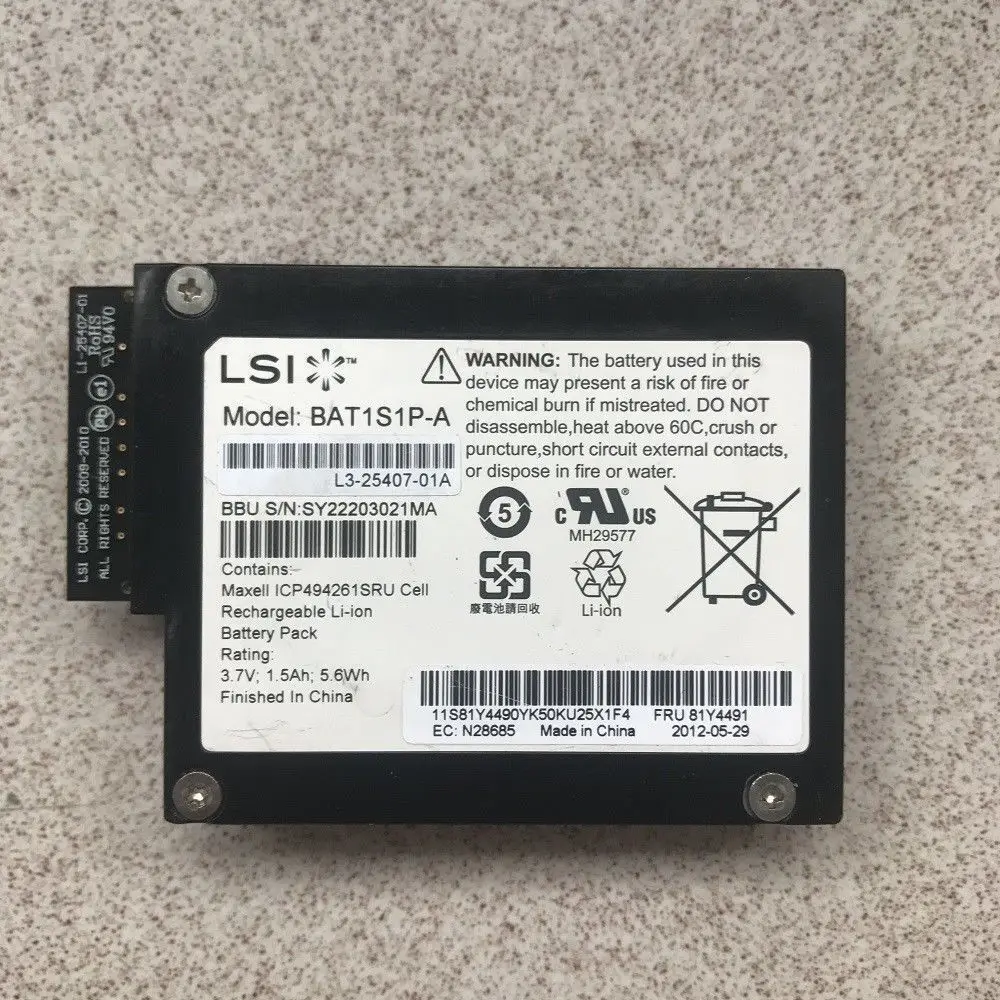 LI-25407-01
RoHS
94V0
Pb
e1
LSI CORP. © 2009-2010
ALL RIGHTS RESERVED
LSI™
Model: BAT1S1P-A
L3-25407-01A
BBU S/N:SY22203021MA
Contains:
Maxell ICP494261SRU Cell
Rechargeable Li-ion
Battery Pack
Rating:
3.7V; 1.5Ah; 5.6Wh
Finished In China
WARNING: The battery used in this
device may present a risk of fire or
chemical burn if mistreated. DO NOT
disassemble,heat above 60C,crush or
puncture,short circuit external contacts,
or dispose in fire or water.
5
c RU® US
MH29577
廢電池請回收
Li-ion
11S81Y4490YK50KU25X1F4 FRU 81Y4491
EC: N28685 Made in China 2012-05-29